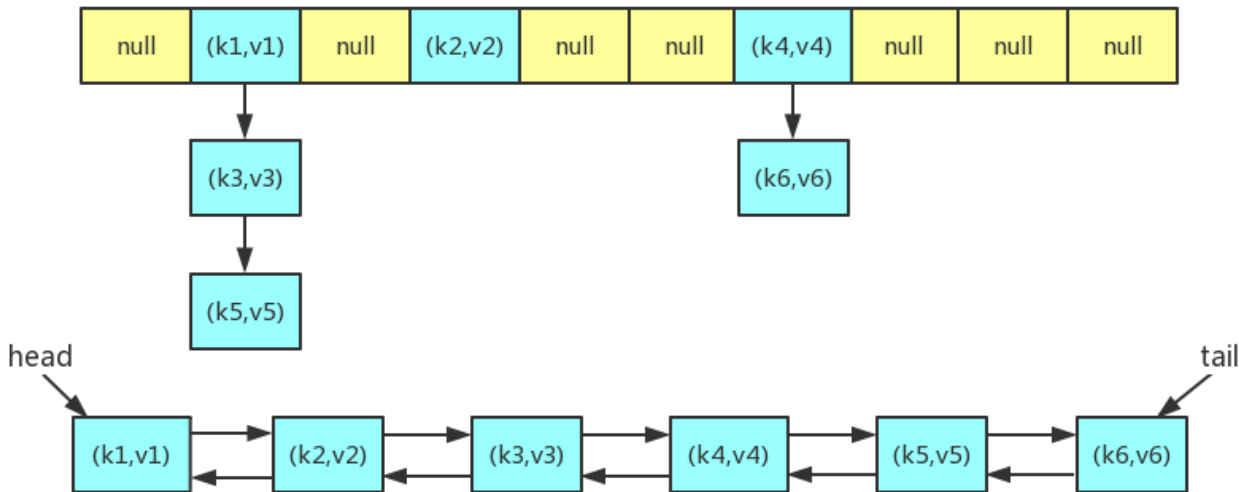 null (k1,v1) null (k2,v2) null null (k4,v4) null null null
(k3,v3) (k6,v6)
(k5,v5)
head tail
(k1,v1) (k2,v2) (k3,v3) (k4,v4) (k5,v5) (k6,v6)